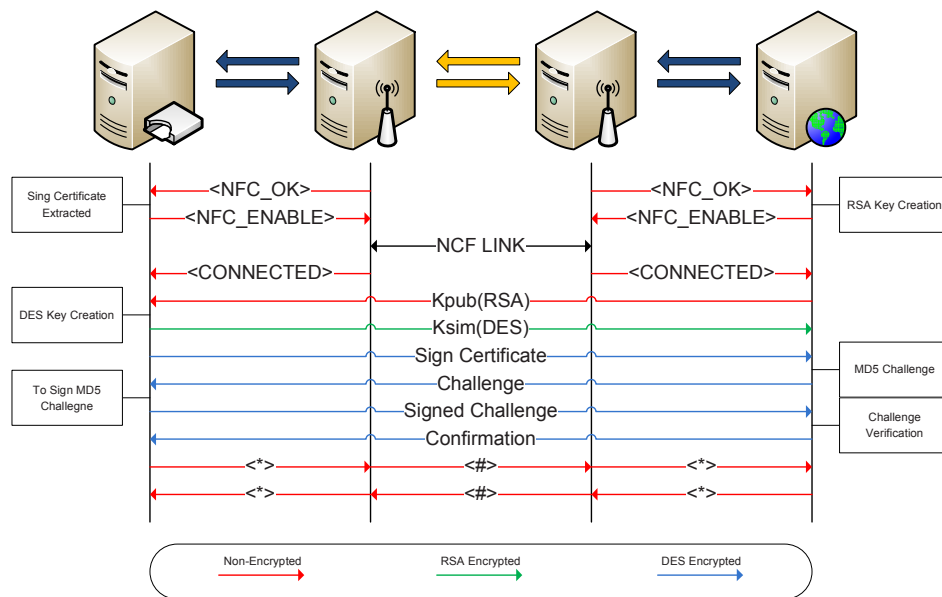 <NFC_OK>
<NFC_OK>
Sing Certificate
Extracted
<NFC_ENABLE>
<NFC_ENABLE>
RSA Key Creation
NCF LINK
<CONNECTED>
<CONNECTED>
Kpub(RSA)
DES Key Creation
Ksim(DES)
Sign Certificate
MD5 Challenge
Challenge
To Sign MD5
Challegne
Signed Challenge
Challenge
Verification
Confirmation
<*>
<#>
<*>
<*>
<#>
<*>
Non-Encrypted
RSA Encrypted
DES Encrypted